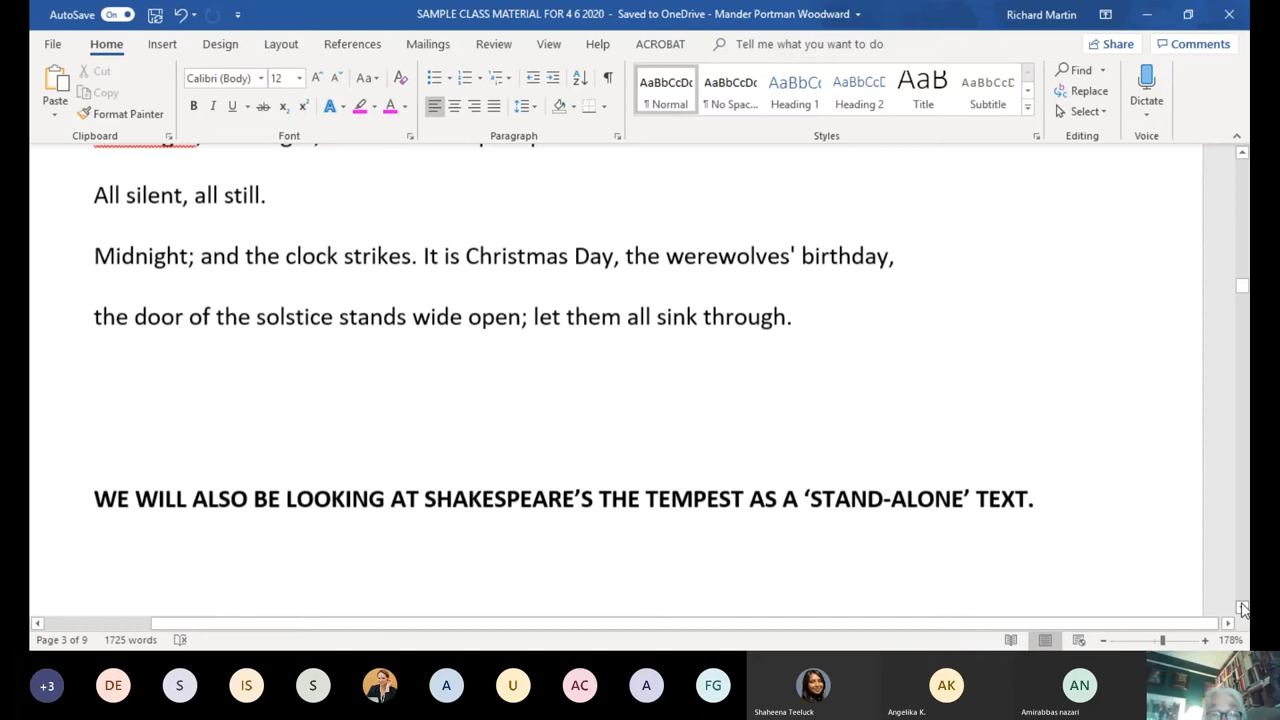 AutoSave On SAMPLE CLASS MATERIAL FOR 4 6 2020 - Saved to OneDrive - Mander Portman Woodward Richard Martin
File Home Insert Design Layout References Mailings Review View Help ACROBAT Tell me what you want to do Share Comments
Paste Cut Copy Format Painter
Calibri (Body) 12
AaBbCcDc AaBbCcDc AaBbC( AaBbCcD AaB AaBbCcD
¶ Normal ¶ No Spac... Heading 1 Heading 2 Title Subtitle
Find Replace Select Dictate
Clipboard Font Paragraph Styles Editing Voice
All silent, all still.
Midnight; and the clock strikes. It is Christmas Day, the werewolves' birthday,
the door of the solstice stands wide open; let them all sink through.
WE WILL ALSO BE LOOKING AT SHAKESPEARE’S THE TEMPEST AS A ‘STAND-ALONE’ TEXT.
Page 3 of 9 1725 words 178%
+3 DE S IS S A U AC A FG AK AN
Shaheena Teeluck Angelika K. Amirabbas nazari